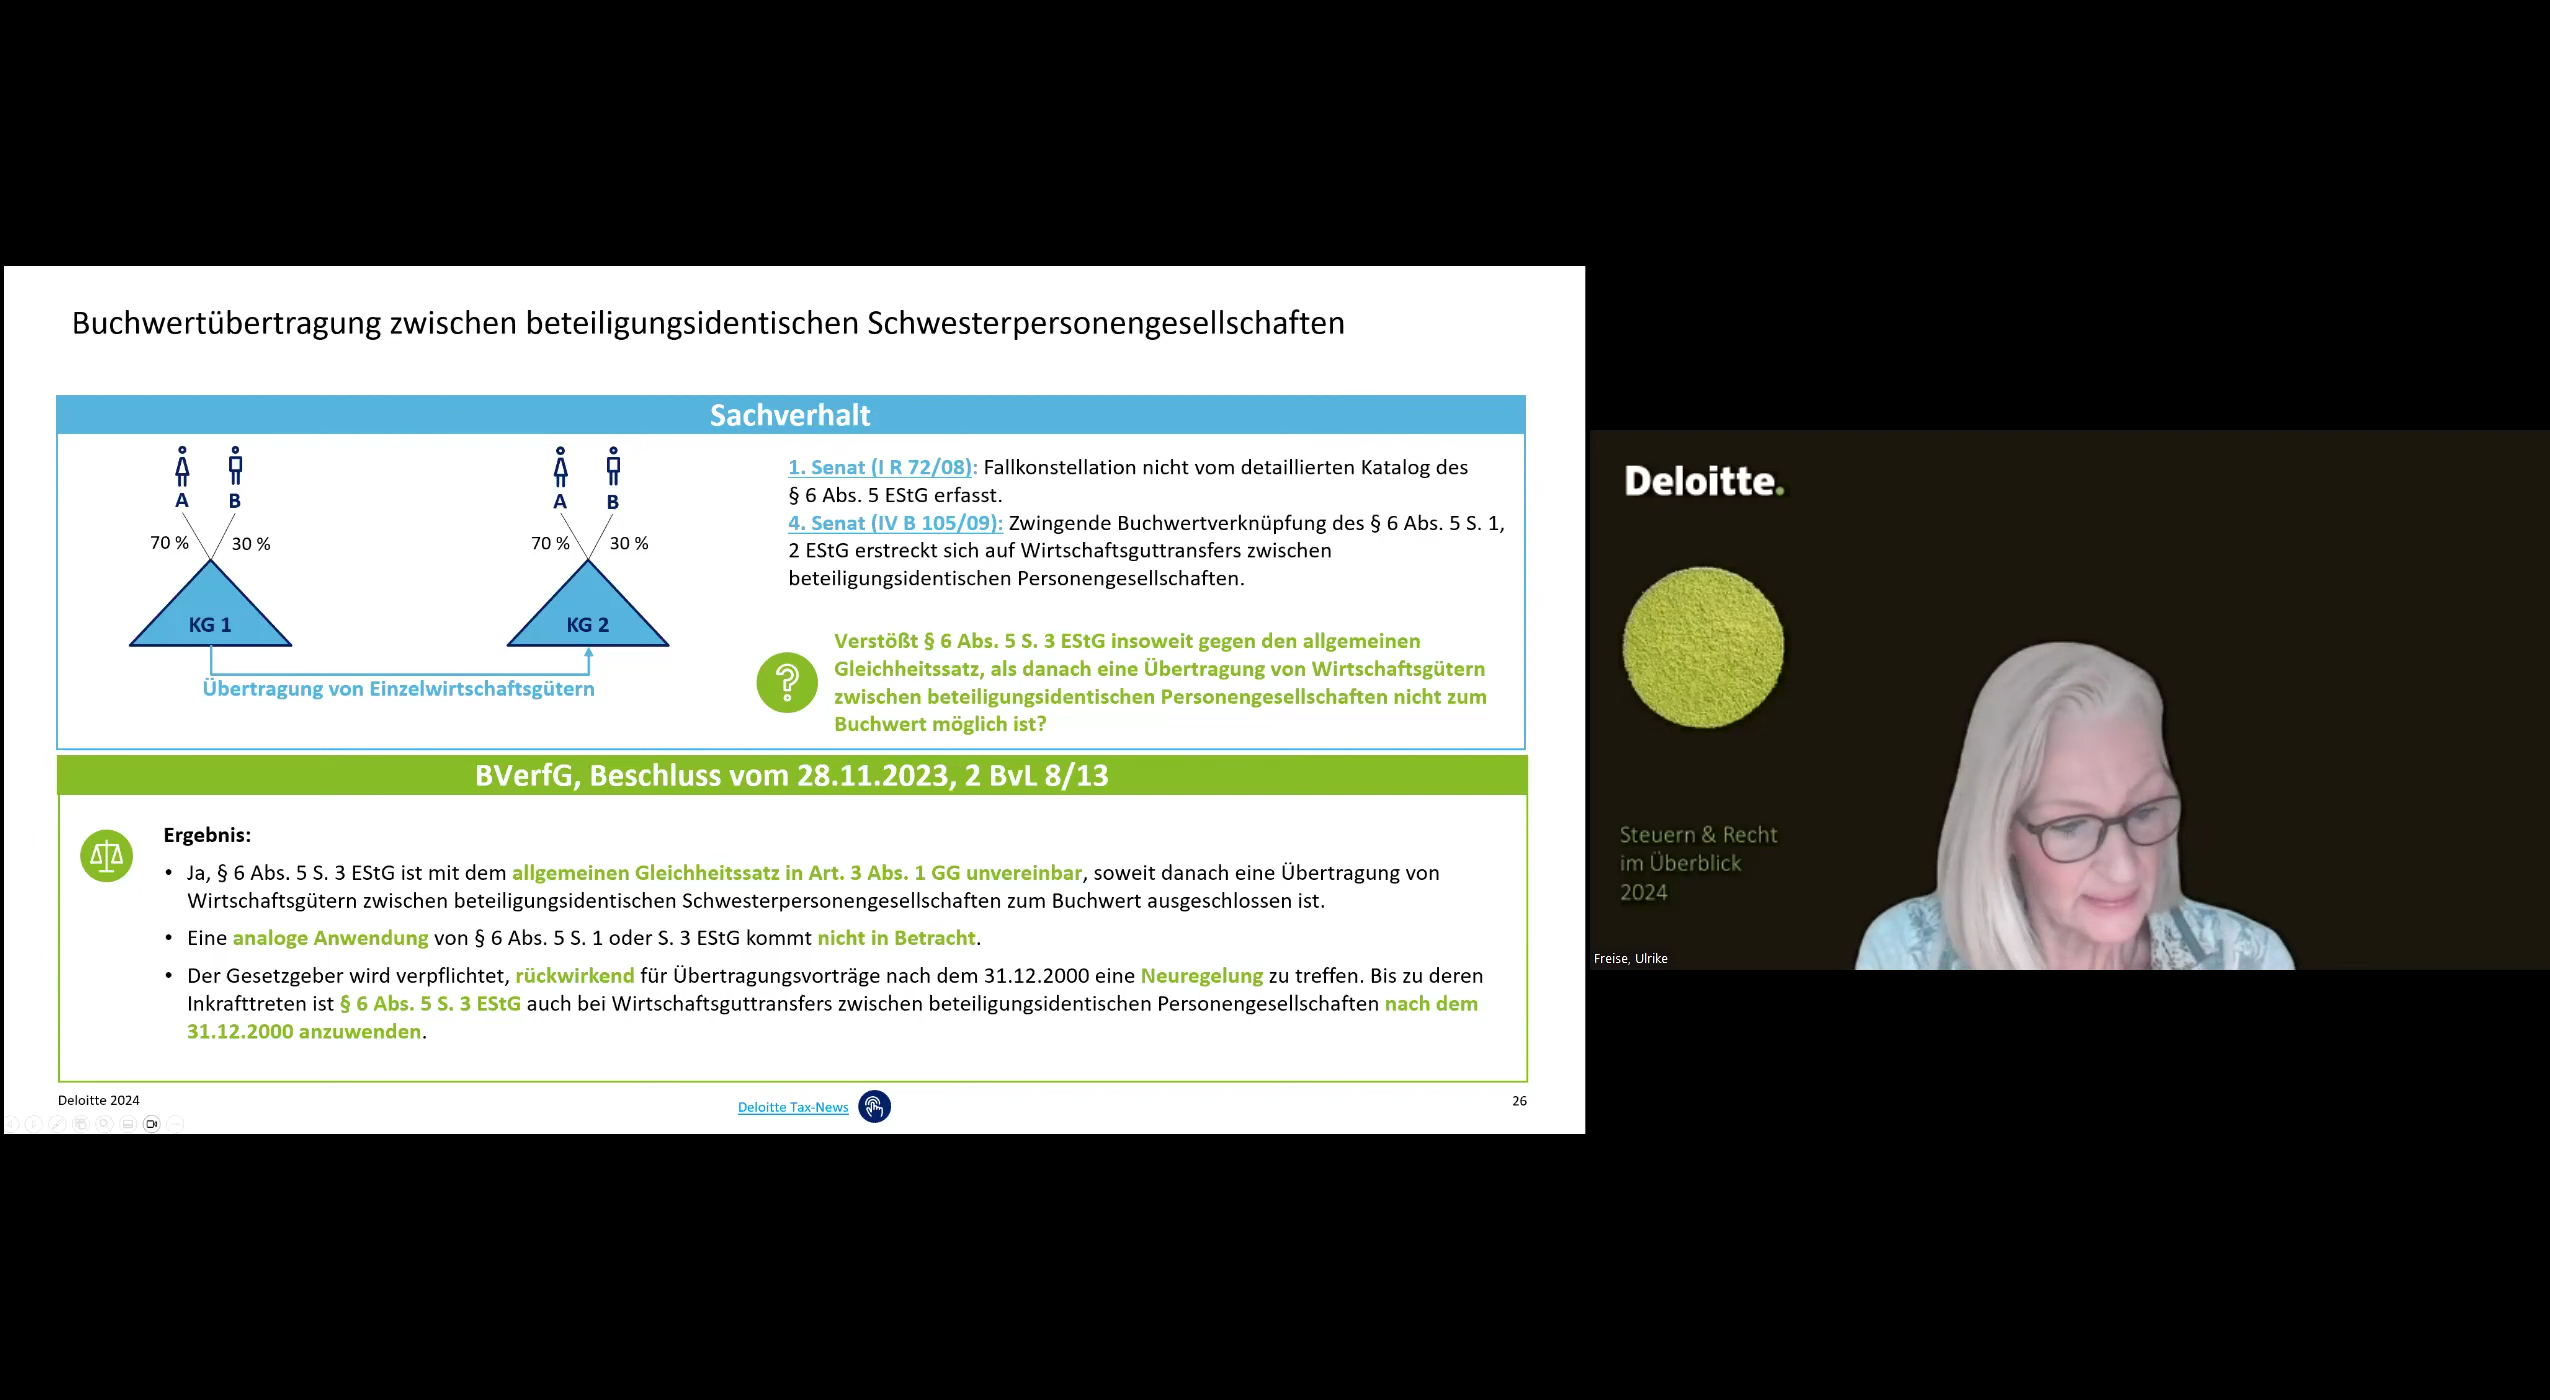 Buchwertübertragung zwischen beteiligungsidentischen Schwesterpersonengesellschaften
Sachverhalt
A B
70 % 30 %
KG 1
A B
70 % 30 %
KG 2
Übertragung von Einzelwirtschaftsgütern
1. Senat (I R 72/08): Fallkonstellation nicht vom detaillierten Katalog des
§ 6 Abs. 5 EStG erfasst.
4. Senat (IV B 105/09): Zwingende Buchwertverknüpfung des § 6 Abs. 5 S. 1,
2 EStG erstreckt sich auf Wirtschaftsguttransfers zwischen
beteiligungsidentischen Personengesellschaften.
Verstößt § 6 Abs. 5 S. 3 EStG insoweit gegen den allgemeinen
Gleichheitssatz, als danach eine Übertragung von Wirtschaftsgütern
zwischen beteiligungsidentischen Personengesellschaften nicht zum
Buchwert möglich ist?
BVerfG, Beschluss vom 28.11.2023, 2 BvL 8/13
Ergebnis:
• Ja, § 6 Abs. 5 S. 3 EStG ist mit dem allgemeinen Gleichheitssatz in Art. 3 Abs. 1 GG unvereinbar, soweit danach eine Übertragung von
Wirtschaftsgütern zwischen beteiligungsidentischen Schwesterpersonengesellschaften zum Buchwert ausgeschlossen ist.
• Eine analoge Anwendung von § 6 Abs. 5 S. 1 oder S. 3 EStG kommt nicht in Betracht.
• Der Gesetzgeber wird verpflichtet, rückwirkend für Übertragungsvorträge nach dem 31.12.2000 eine Neuregelung zu treffen. Bis zu deren
Inkrafttreten ist § 6 Abs. 5 S. 3 EStG auch bei Wirtschaftsguttransfers zwischen beteiligungsidentischen Personengesellschaften nach dem
31.12.2000 anzuwenden.
Deloitte 2024
Deloitte Tax-News
26
Deloitte.
Steuern & Recht
im Überblick
2024
Freise, Ulrike